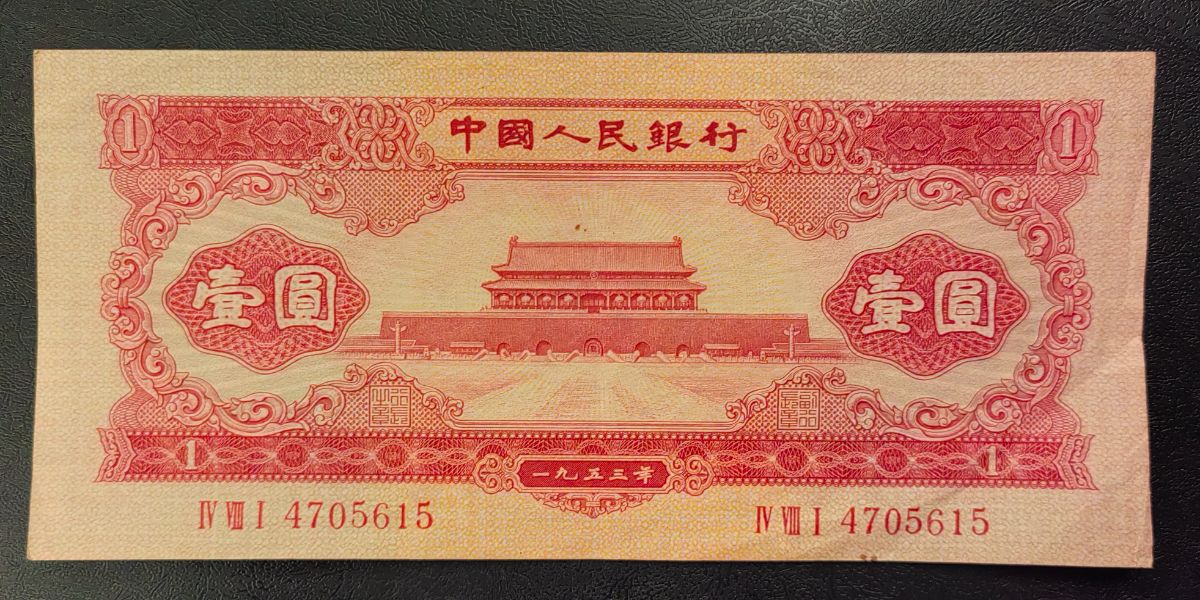 1 中國人民銀行 1
壹圓 壹圓
1 一九五三年 1
Ⅳ Ⅷ Ⅰ 4705615 Ⅳ Ⅷ Ⅰ 4705615